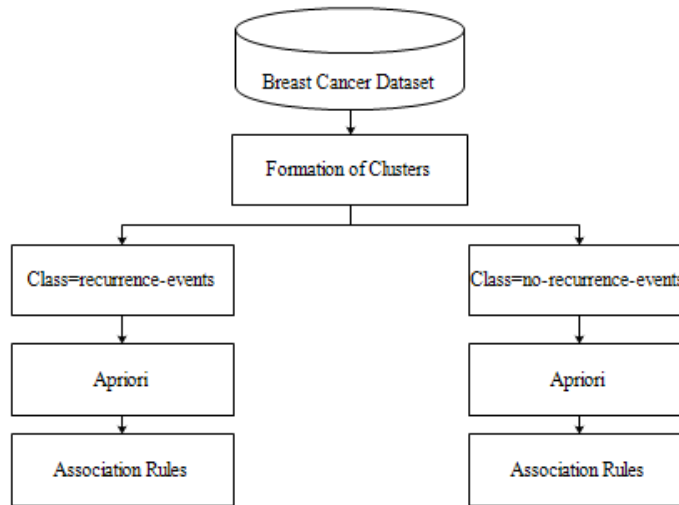 Breast Cancer Dataset
Formation of Clusters
Class=recurrence-events
Class=no-recurrence-events
Apriori
Apriori
Association Rules
Association Rules